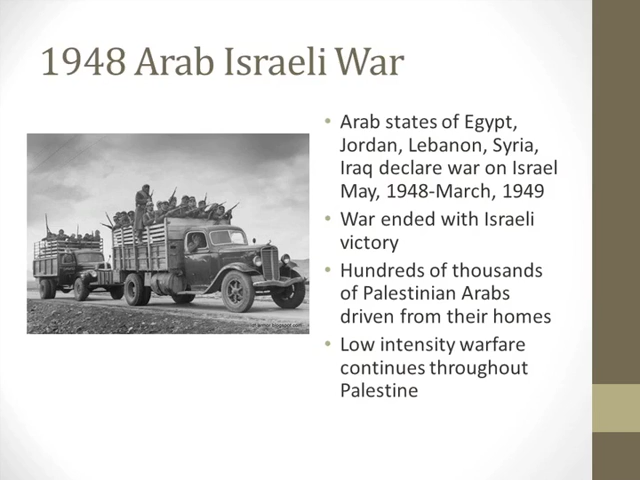 1948 Arab Israeli War
• Arab states of Egypt,
Jordan, Lebanon, Syria,
Iraq declare war on Israel
May, 1948-March, 1949
• War ended with Israeli
victory
• Hundreds of thousands
of Palestinian Arabs
driven from their homes
• Low intensity warfare
continues throughout
Palestine